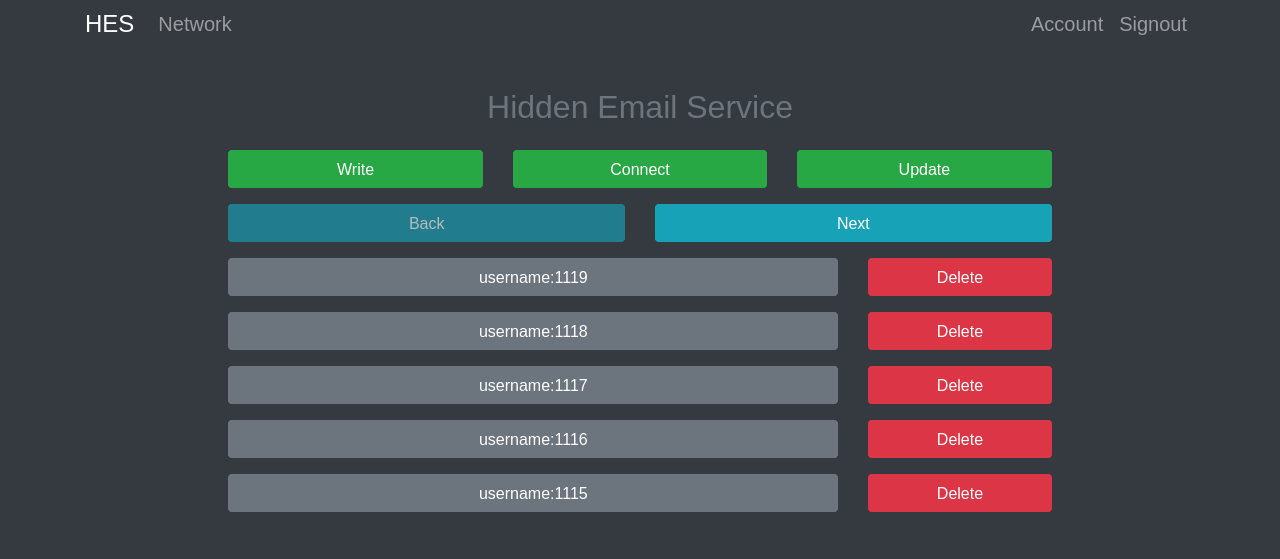 HES Network Account Signout
Hidden Email Service
Write Connect Update
Back Next
username:1119 Delete
username:1118 Delete
username:1117 Delete
username:1116 Delete
username:1115 Delete